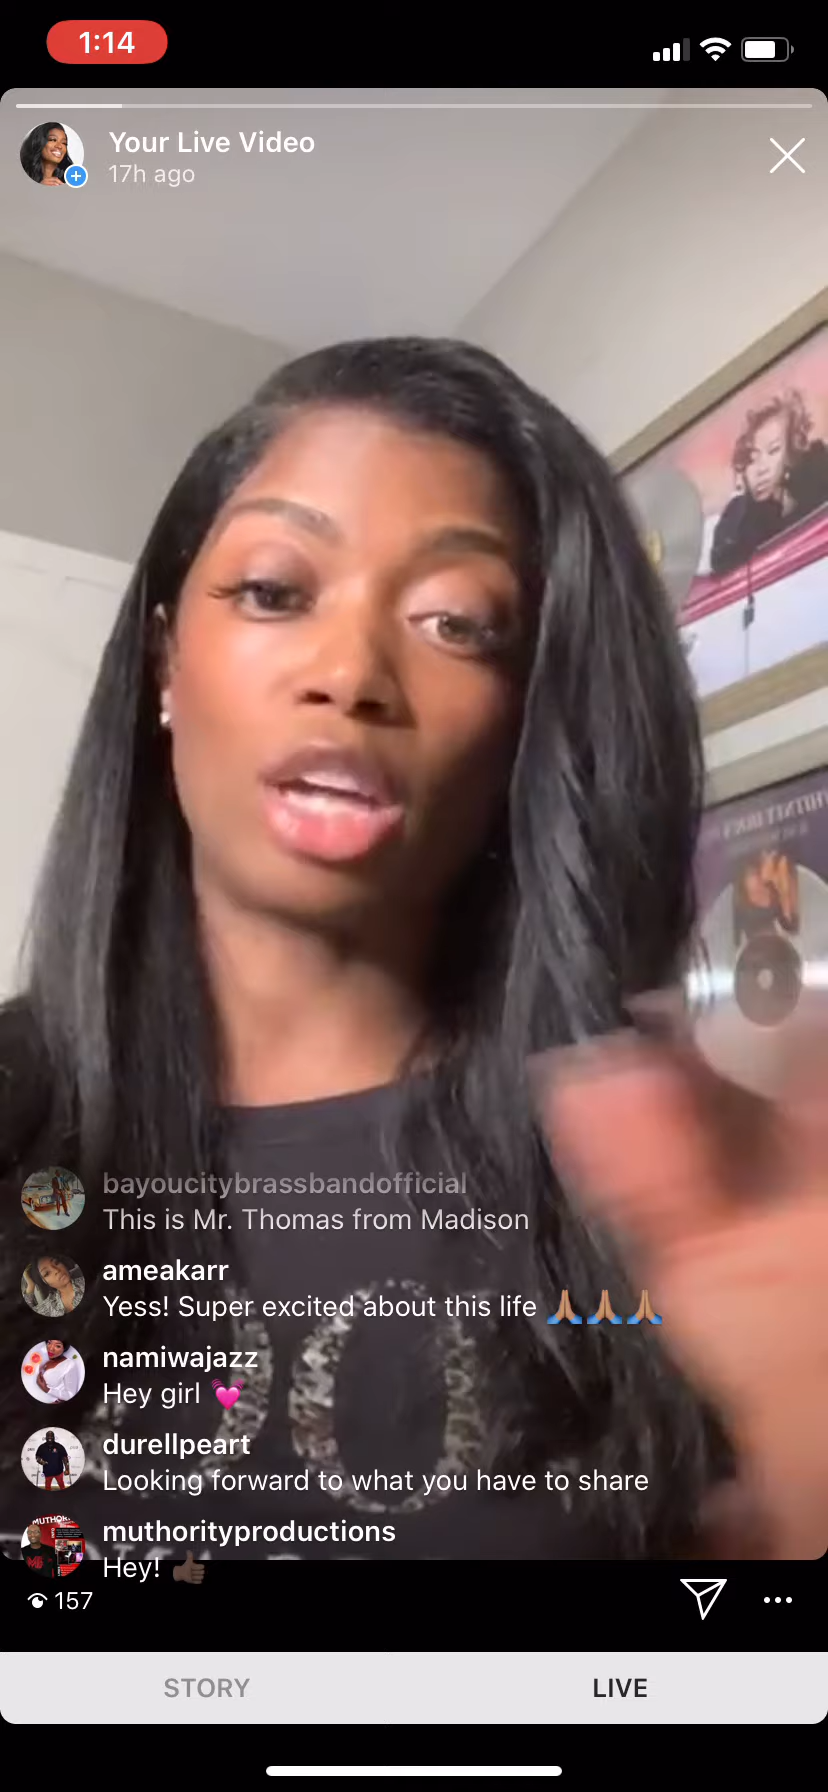 1:14
Your Live Video
17h ago
bayoucitybrassbandofficial
This is Mr. Thomas from Madison
ameakarr
Yess! Super excited about this life 🙏🏽🙏🏽🙏🏽
namiwajazz
Hey girl 💓
durellpeart
Looking forward to what you have to share
muthorityproductions
Hey! 👍🏿
157
STORY
LIVE